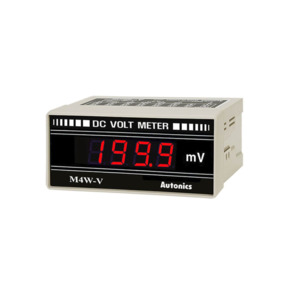 DC VOLT METER
199.9 mV
M4W-V Autonics